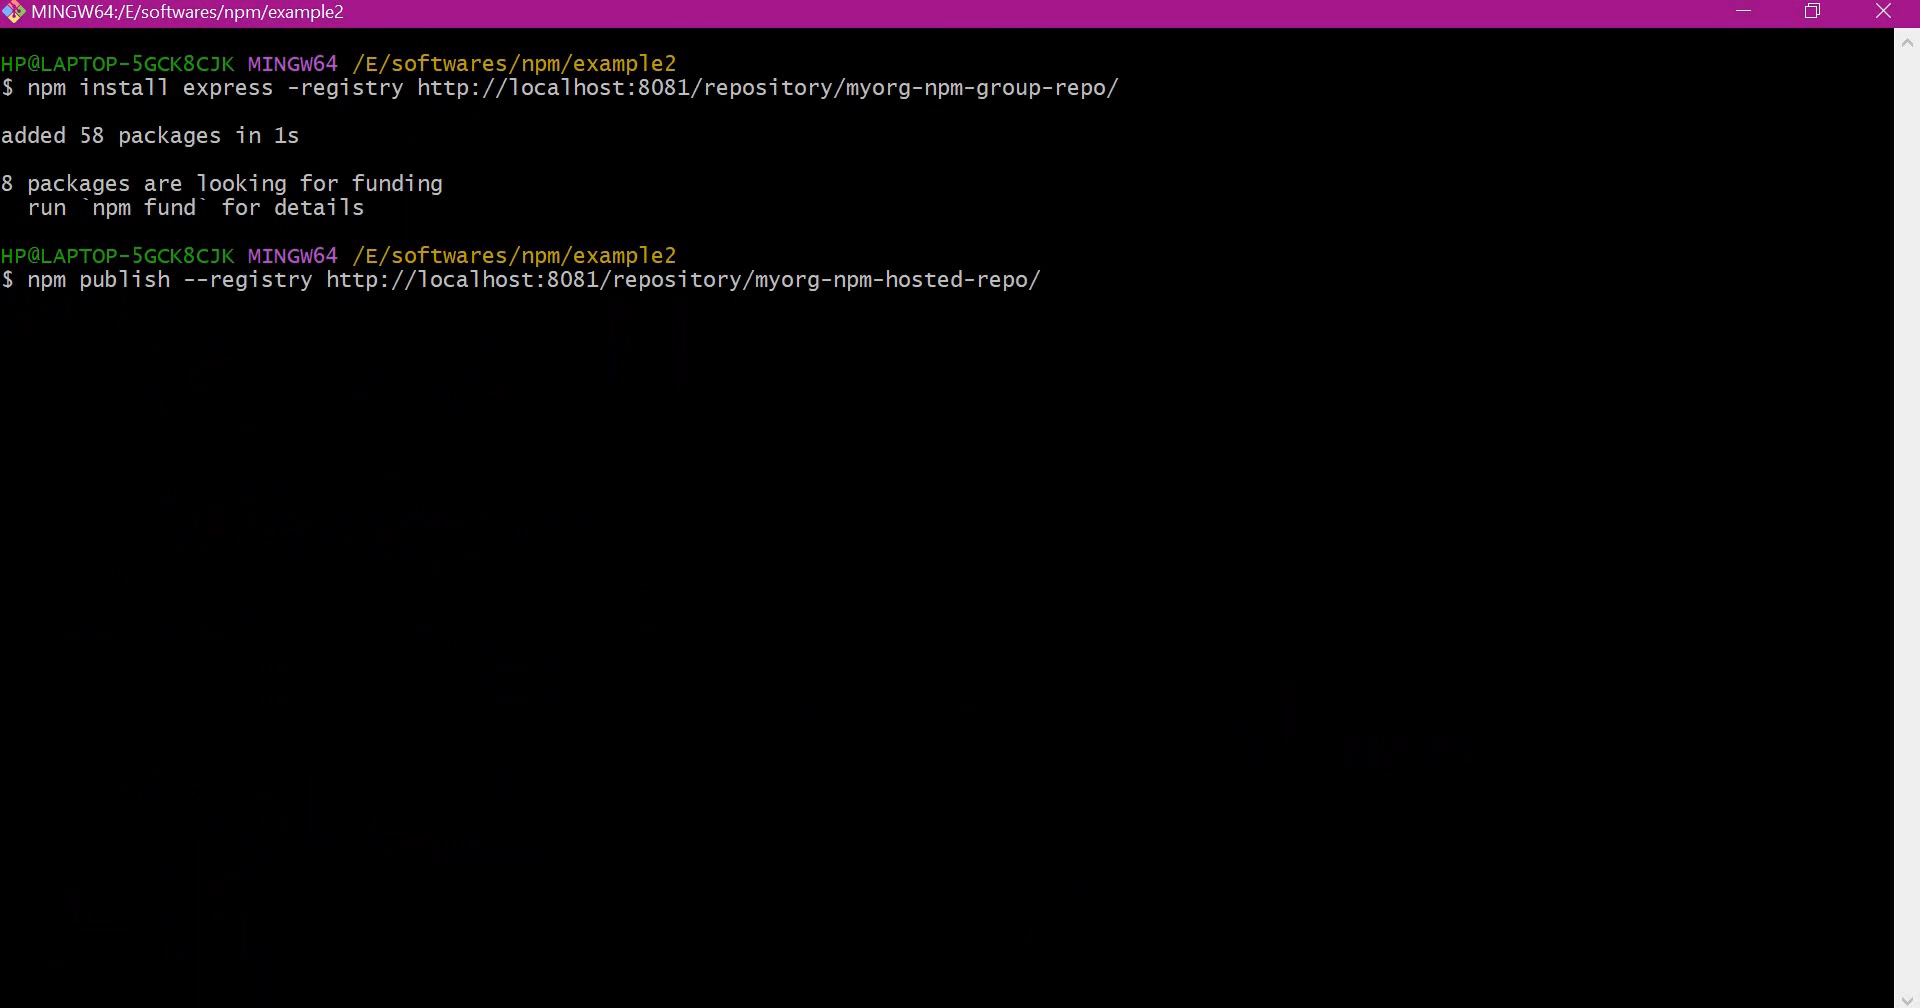 MINGW64:/E/softwares/npm/example2
HP@LAPTOP-5GCK8CJK MINGW64 /E/softwares/npm/example2
$ npm install express -registry http://localhost:8081/repository/myorg-npm-group-repo/
added 58 packages in 1s
8 packages are looking for funding
run `npm fund` for details
HP@LAPTOP-5GCK8CJK MINGW64 /E/softwares/npm/example2
$ npm publish --registry http://localhost:8081/repository/myorg-npm-hosted-repo/